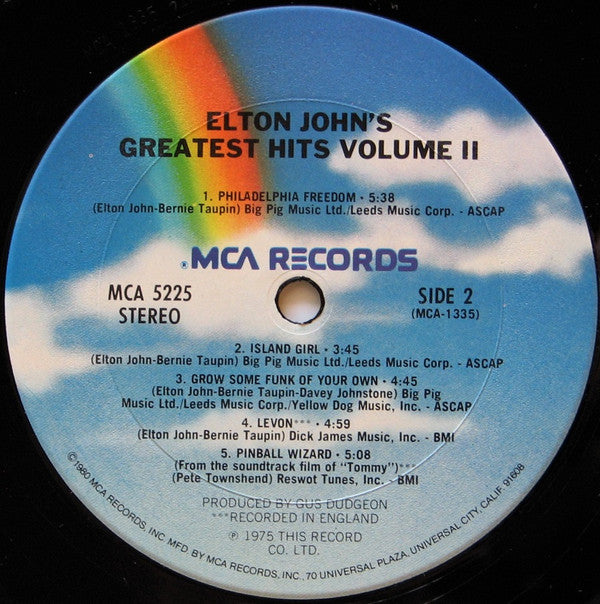 ELTON JOHN'S
GREATEST HITS VOLUME II
1. PHILADELPHIA FREEDOM • 5:38
(Elton John-Bernie Taupin) Big Pig Music Ltd./Leeds Music Corp. - ASCAP
®MCA RECORDS
MCA 5225
STEREO
SIDE 2
(MCA-1335)
2. ISLAND GIRL • 3:45
(Elton John-Bernie Taupin) Big Pig Music Ltd./Leeds Music Corp. - ASCAP
3. GROW SOME FUNK OF YOUR OWN • 4:45
(Elton John-Bernie Taupin-Davey Johnstone) Big Pig
Music Ltd./Leeds Music Corp./Yellow Dog Music, Inc. - ASCAP
4. LEVON*** • 4:59
(Elton John-Bernie Taupin) Dick James Music, Inc. - BMI
5. PINBALL WIZARD • 5:08
(From the soundtrack film of "Tommy")***
(Pete Townshend) Reswot Tunes, Inc. - BMI
PRODUCED BY GUS DUDGEON
***RECORDED IN ENGLAND
℗ 1975 THIS RECORD
CO. LTD.
©1980 MCA RECORDS, INC. MFD. BY MCA RECORDS, INC., 70 UNIVERSAL PLAZA, UNIVERSAL CITY, CALIF. 91608